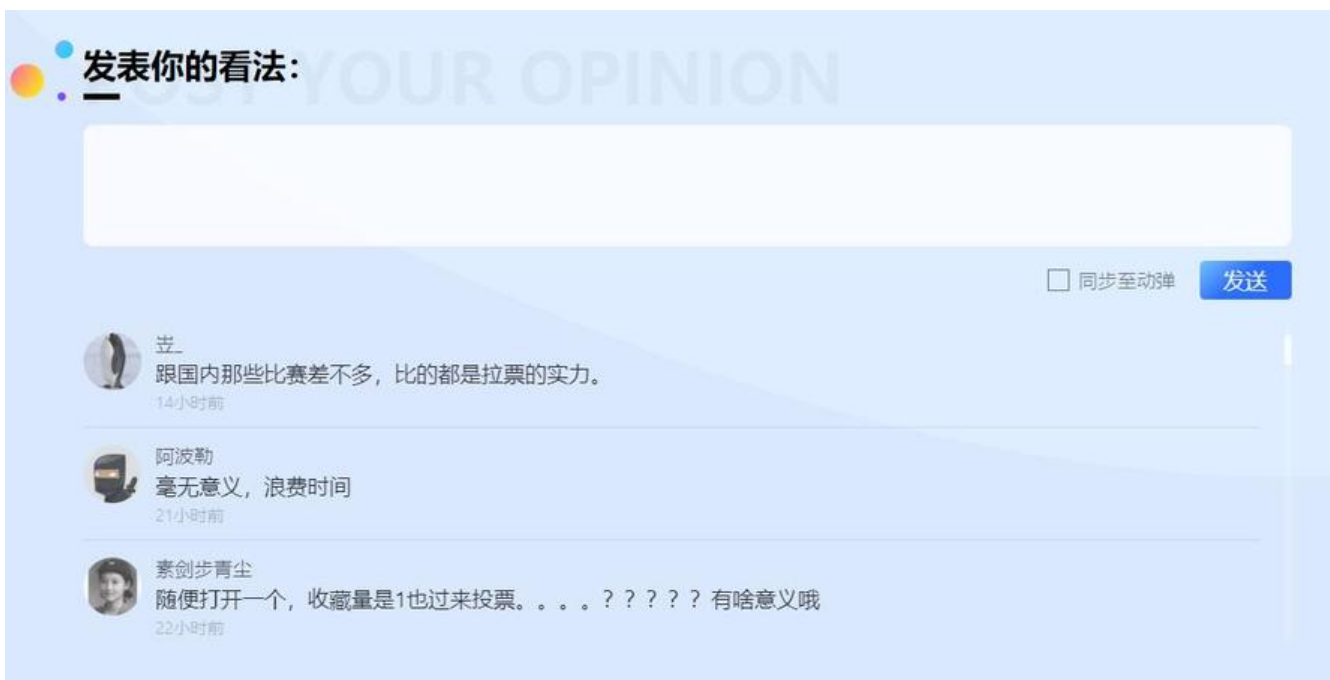 发表你的看法：
POST YOUR OPINION
同步至动弹
发送
岦_
跟国内那些比赛差不多，比的都是拉票的实力。
14小时前
阿波勒
毫无意义，浪费时间
21小时前
素剑步青尘
随便打开一个，收藏量是1也过来投票。。。。？？？？？有啥意义哦
22小时前